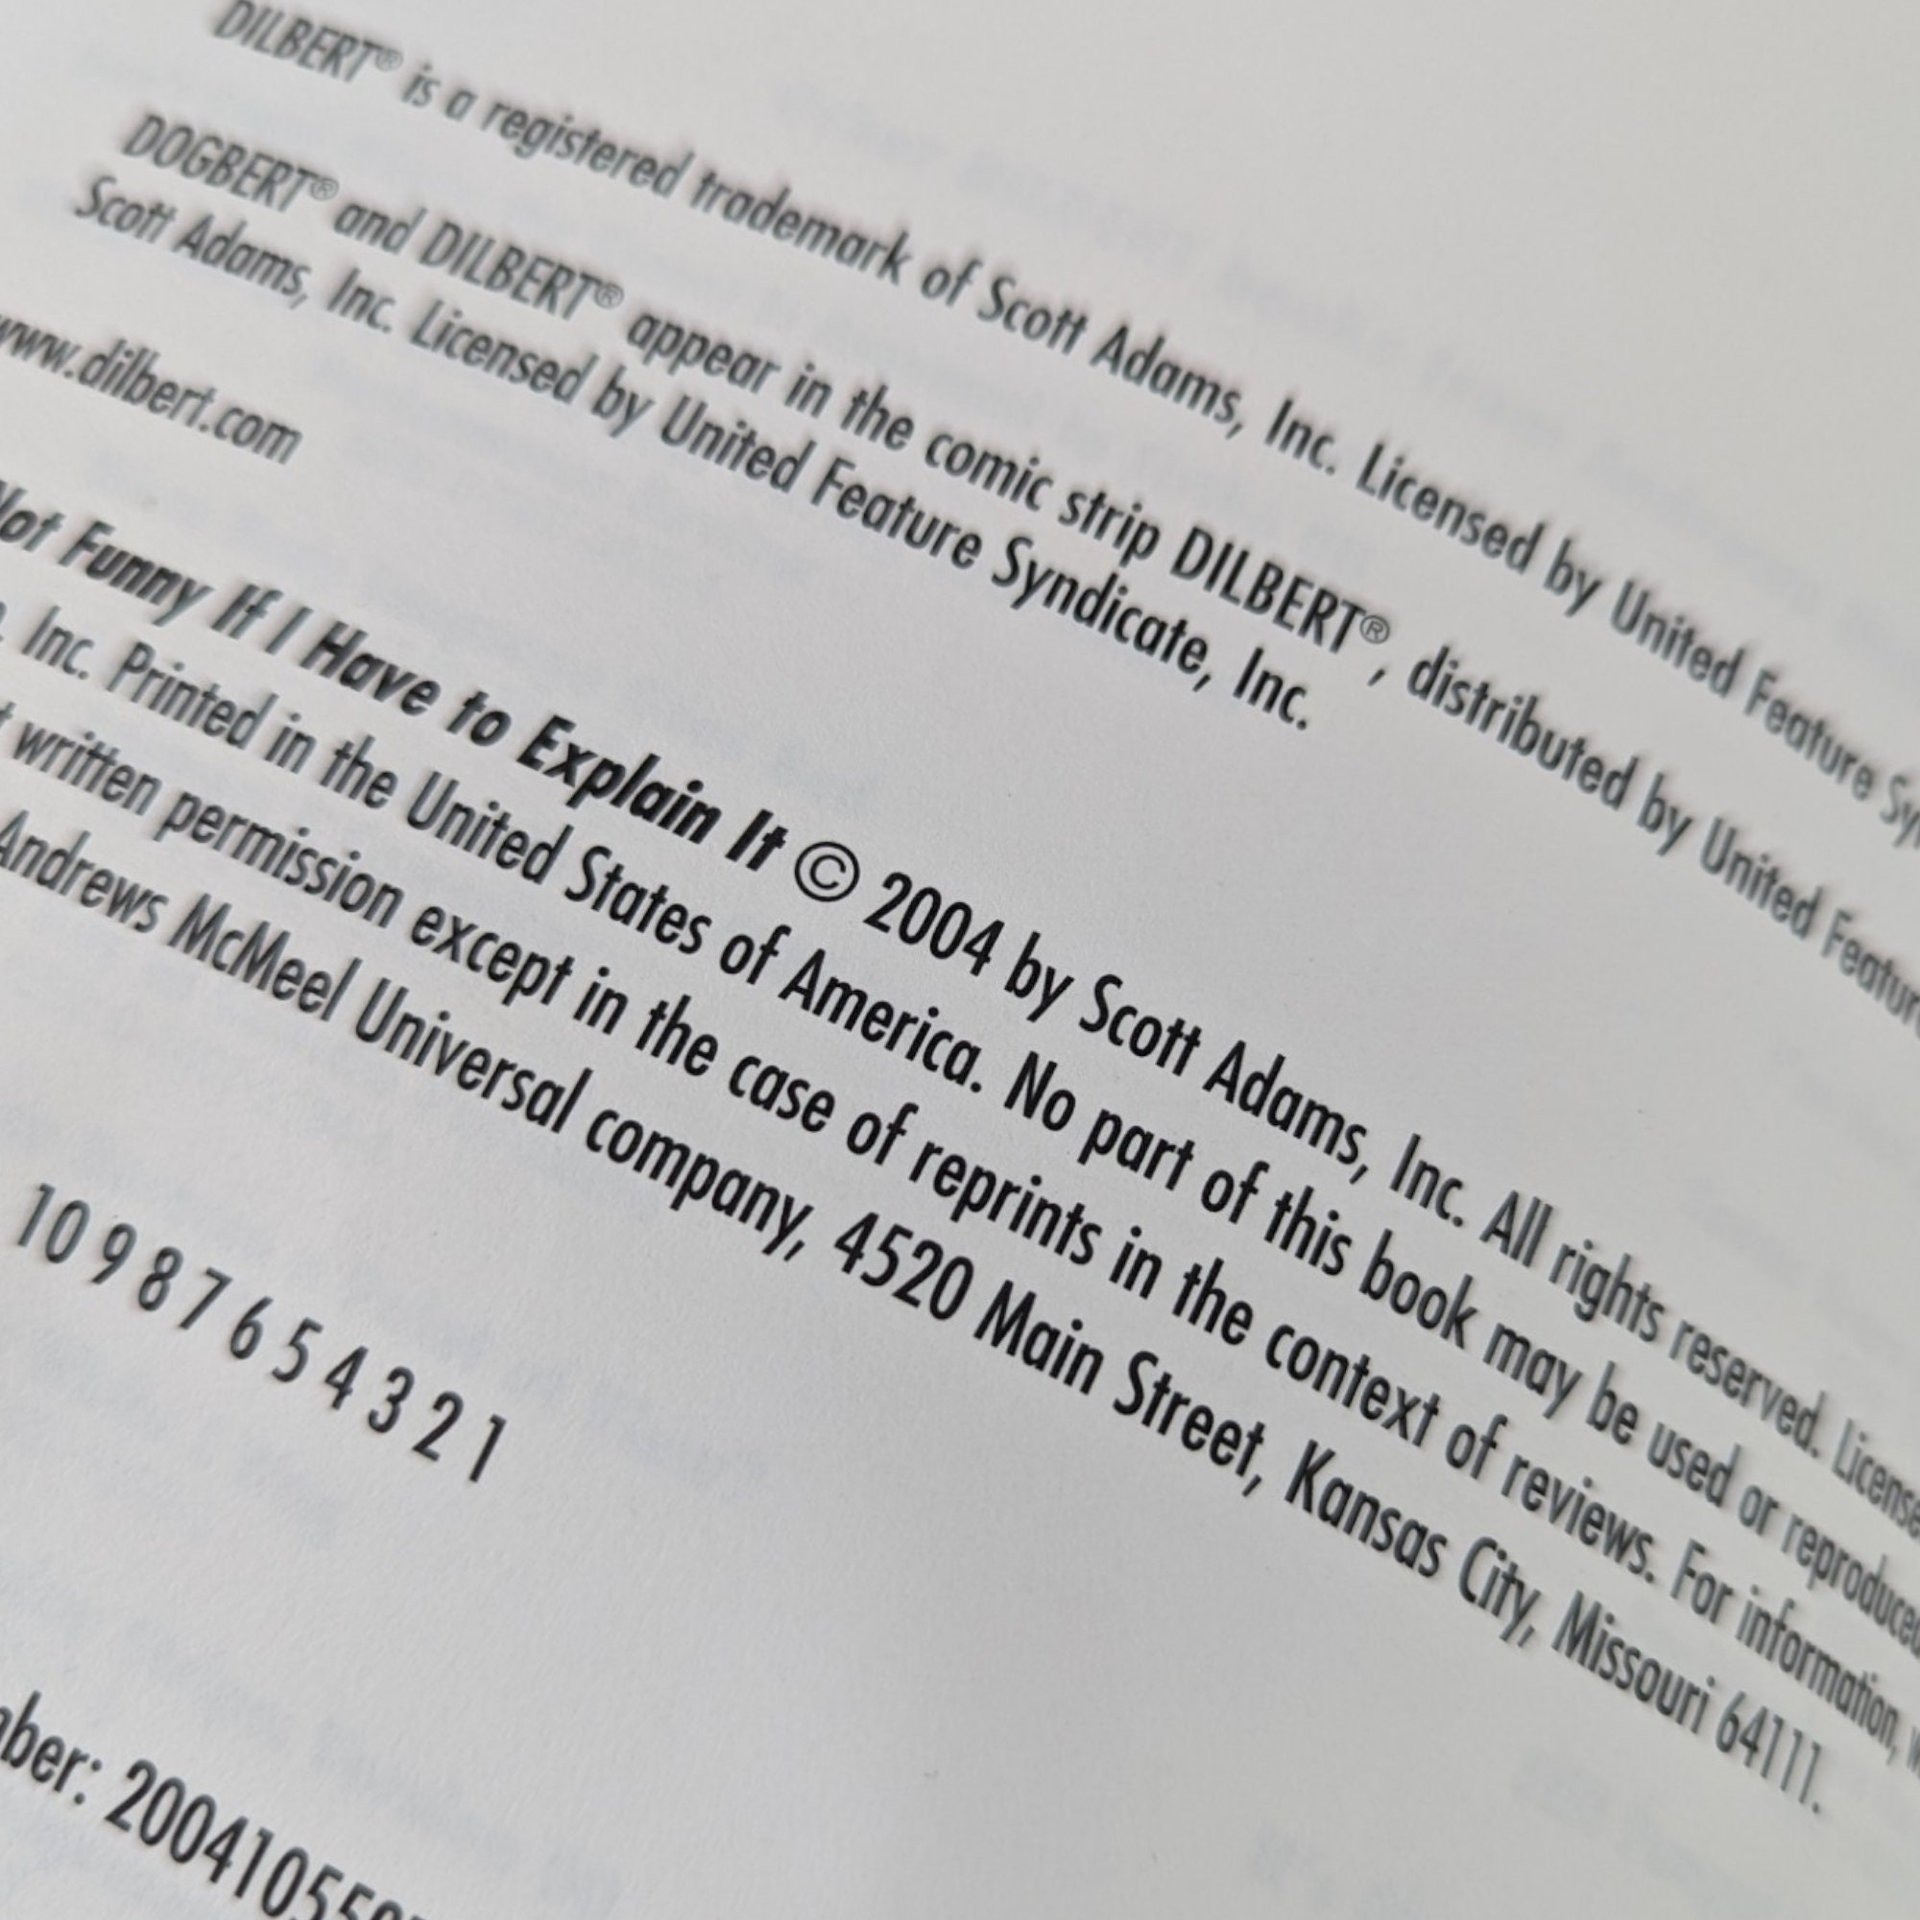 DILBERT® is a registered trademark of Scott Adams, Inc. Licensed by United Feature
DOGBERT® and DILBERT® appear in the comic strip DILBERT®, distributed by United Feature
Scott Adams, Inc. Licensed by United Feature Syndicate, Inc.
www.dilbert.com
Not Funny If I Have to Explain It © 2004 by Scott Adams, Inc. All rights reserved. License
, Inc. Printed in the United States of America. No part of this book may be used or reproduced
written permission except in the case of reprints in the context of reviews. For information,
Andrews McMeel Universal company, 4520 Main Street, Kansas City, Missouri 64111.
10 9 8 7 6 5 4 3 2 1
ber: 20041055